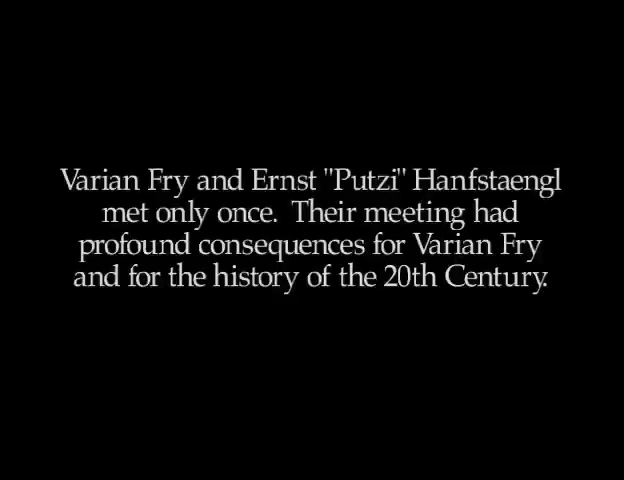 Varian Fry and Ernst "Putzi" Hanfstaengl
met only once.  Their meeting had
profound consequences for Varian Fry
and for the history of the 20th Century.